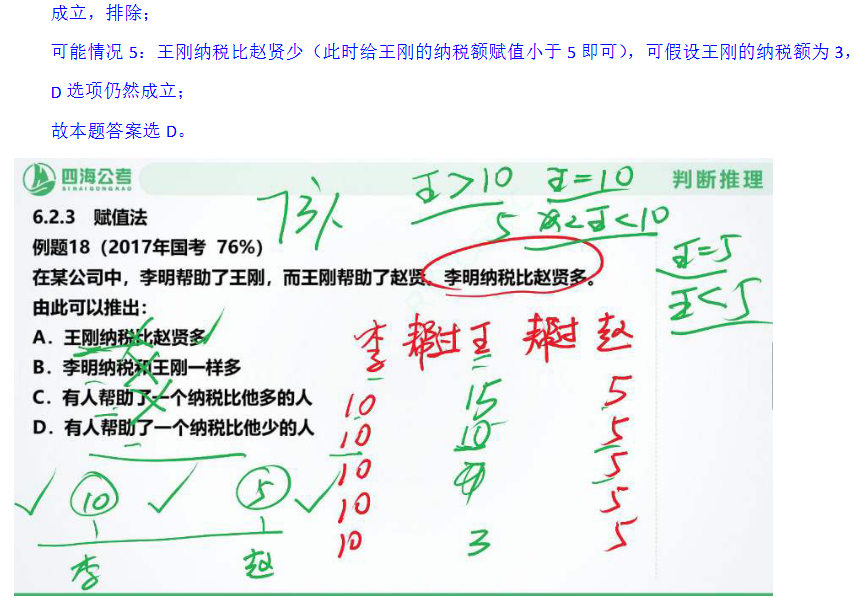 成立，排除；
可能情况 5：王刚纳税比赵贤少（此时给王刚的纳税额赋值小于 5 即可），可假设王刚的纳税额为 3，
D 选项仍然成立；
故本题答案选 D。
四海公考
SIHAIGONGKAO
判断推理
王>10 王=10
5<王<10
王=5
王<5
6.2.3 赋值法
例题18（2017年国考 76%）
在某公司中，李明帮助了王刚，而王刚帮助了赵贤。李明纳税比赵贤多。
由此可以推出：
A．王刚纳税比赵贤多
B．李明纳税和王刚一样多
C．有人帮助了一个纳税比他多的人
D．有人帮助了一个纳税比他少的人
李 帮过 王 帮过 赵
10 15 5
10 10 5
10 5
10 5
10 3 5
10 5
李 赵